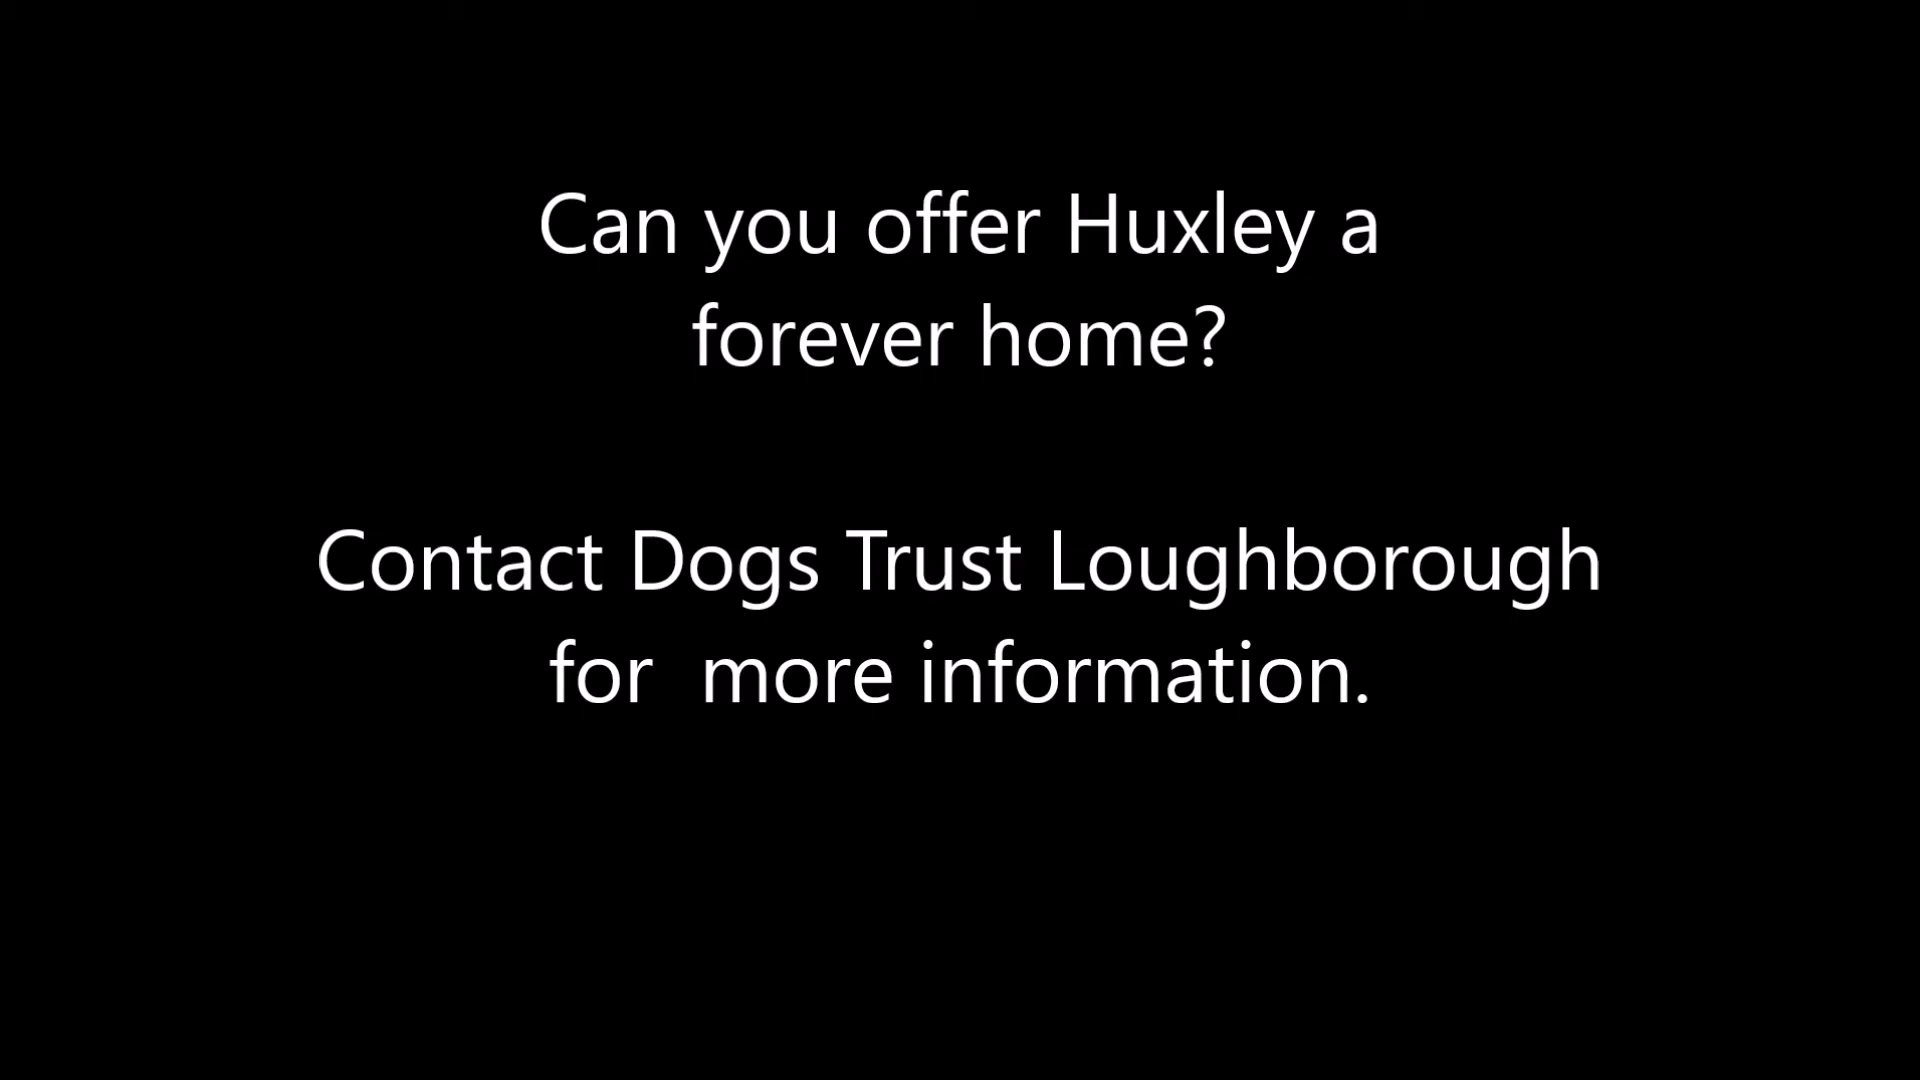 Can you offer Huxley a
forever home?
Contact Dogs Trust Loughborough
for  more information.